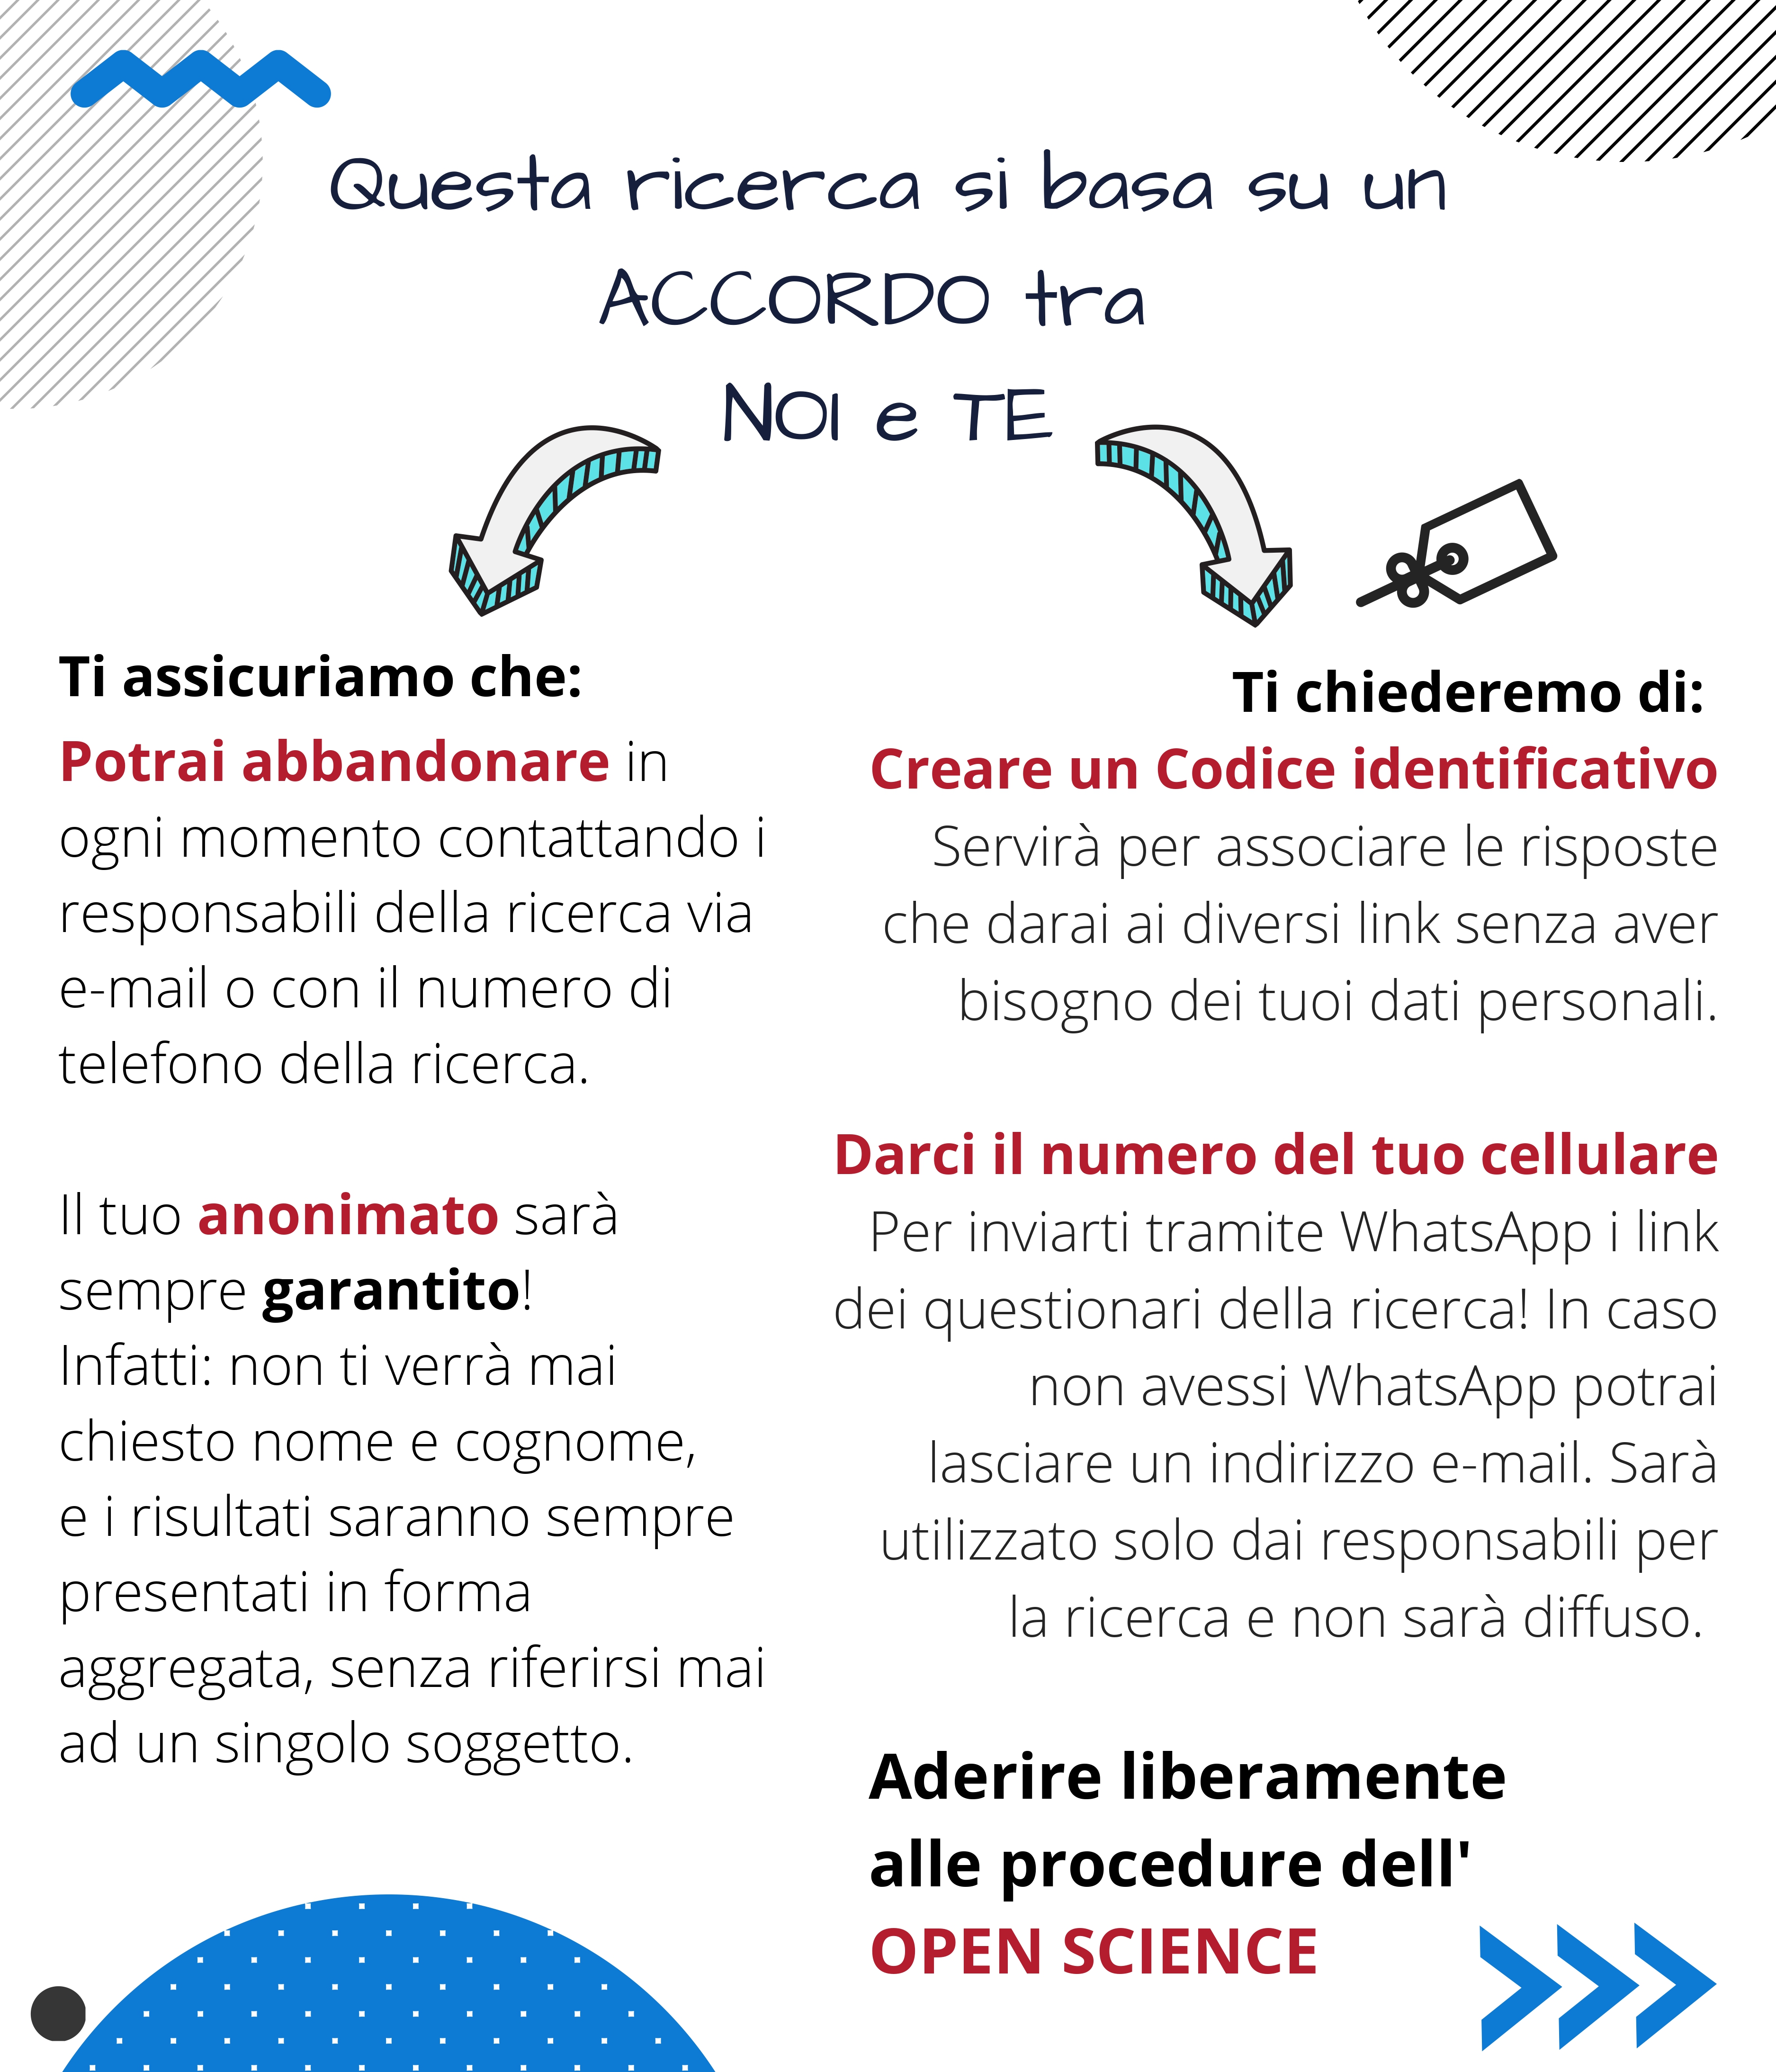 Questa ricerca si basa su un
ACCORDO tra
NOI e TE
Ti assicuriamo che:
Potrai abbandonare in
ogni momento contattando i
responsabili della ricerca via
e-mail o con il numero di
telefono della ricerca.
Il tuo anonimato sarà
sempre garantito!
Infatti: non ti verrà mai
chiesto nome e cognome,
e i risultati saranno sempre
presentati in forma
aggregata, senza riferirsi mai
ad un singolo soggetto.
Ti chiederemo di:
Creare un Codice identificativo
Servirà per associare le risposte
che darai ai diversi link senza aver
bisogno dei tuoi dati personali.
Darci il numero del tuo cellulare
Per inviarti tramite WhatsApp i link
dei questionari della ricerca! In caso
non avessi WhatsApp potrai
lasciare un indirizzo e-mail. Sarà
utilizzato solo dai responsabili per
la ricerca e non sarà diffuso.
Aderire liberamente
alle procedure dell'
OPEN SCIENCE